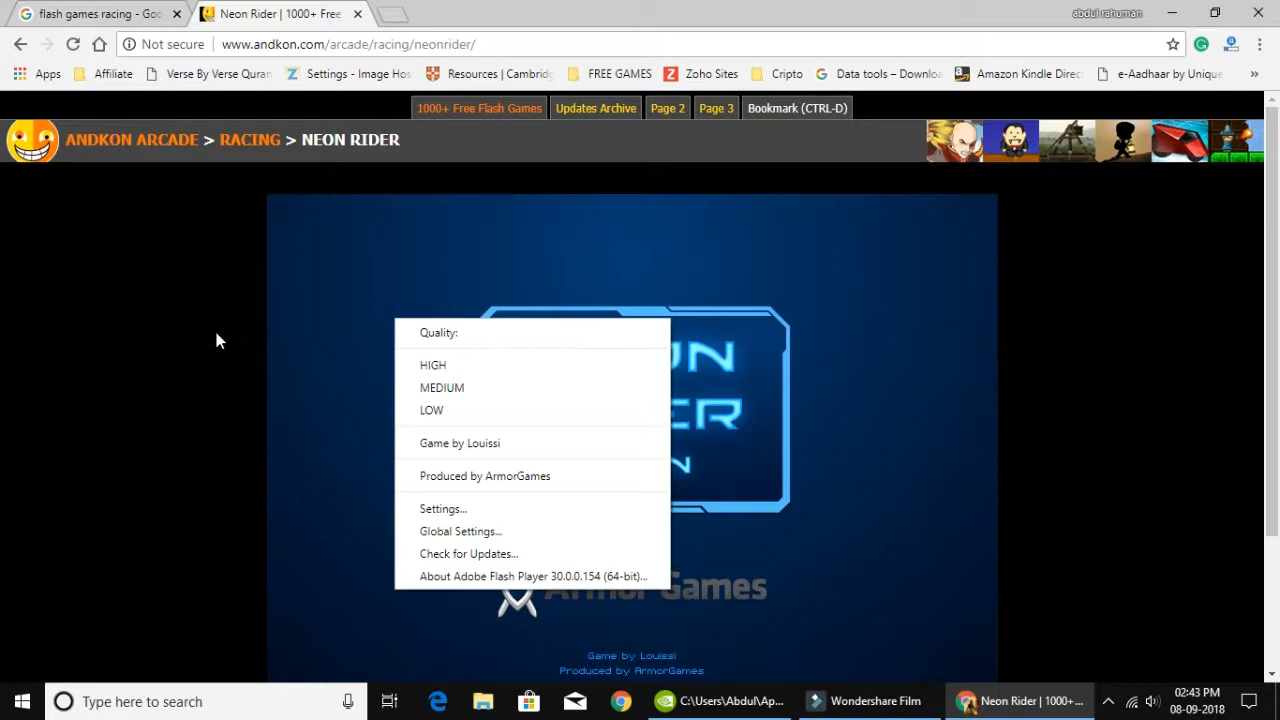 flash games racing - Goo
Neon Rider | 1000+ Free
abdul rahuman
Not secure | www.andkon.com/arcade/racing/neonrider/
Apps Affiliate Verse By Verse Quran Settings - Image Hos Resources | Cambridg FREE GAMES Zoho Sites Cripto Data tools – Downloa Amazon Kindle Direct e-Aadhaar by Unique »
1000+ Free Flash Games Updates Archive Page 2 Page 3 Bookmark (CTRL-D)
ANDKON ARCADE > RACING > NEON RIDER
Quality:
HIGH
MEDIUM
LOW
Game by Louissi
Produced by ArmorGames
Settings...
Global Settings...
Check for Updates...
About Adobe Flash Player 30.0.0.154 (64-bit)...
ArmorGames
Game by Louissi
Produced by ArmorGames
Type here to search
C:\Users\Abdul\Ap...
Wondershare Film
Neon Rider | 1000+...
02:43 PM
08-09-2018